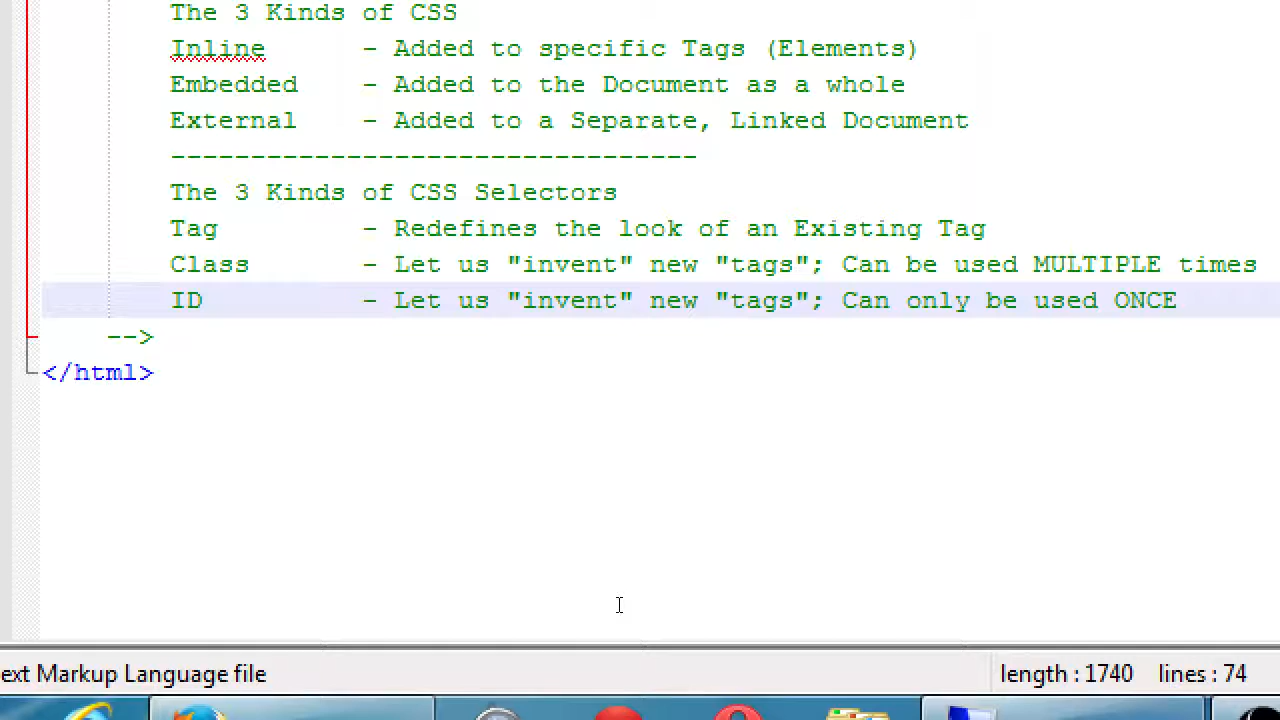 The 3 Kinds of CSS
Inline - Added to specific Tags (Elements)
Embedded - Added to the Document as a whole
External - Added to a Separate, Linked Document
---------------------------------
The 3 Kinds of CSS Selectors
Tag - Redefines the look of an Existing Tag
Class - Let us "invent" new "tags"; Can be used MULTIPLE times
ID - Let us "invent" new "tags"; Can only be used ONCE
-->
</html>
ext Markup Language file length : 1740 lines : 74